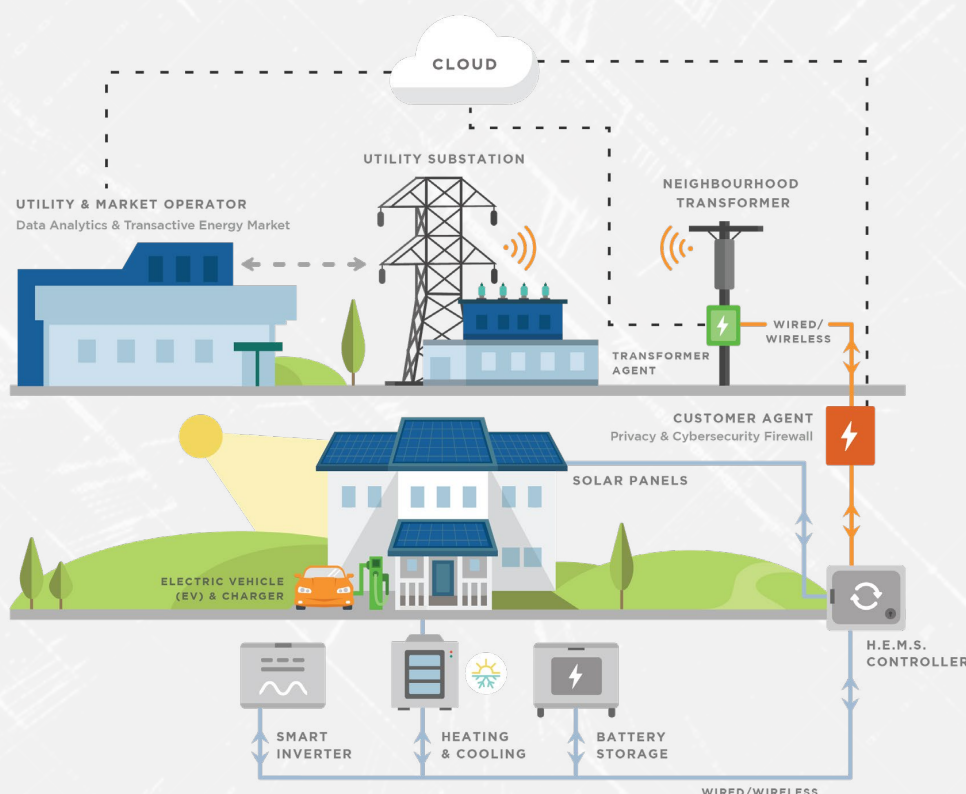 CLOUD
UTILITY SUBSTATION
NEIGHBOURHOOD
TRANSFORMER
UTILITY & MARKET OPERATOR
Data Analytics & Transactive Energy Market
WIRED/
WIRELESS
TRANSFORMER
AGENT
CUSTOMER AGENT
Privacy & Cybersecurity Firewall
SOLAR PANELS
ELECTRIC VEHICLE
(EV) & CHARGER
H.E.M.S.
CONTROLLER
SMART
INVERTER
HEATING
& COOLING
BATTERY
STORAGE
WIRED/WIRELESS